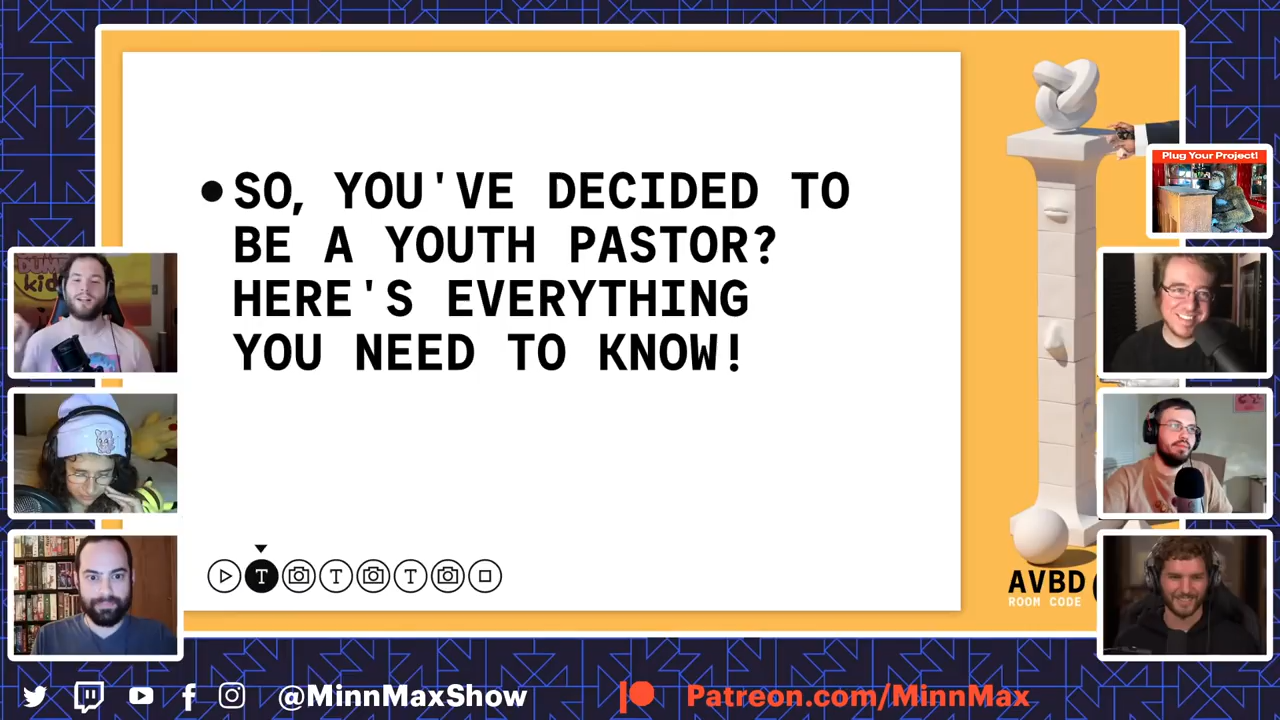 SO, YOU'VE DECIDED TO
BE A YOUTH PASTOR?
HERE'S EVERYTHING
YOU NEED TO KNOW!
T
T
T
Plug Your Project!
AVBD
ROOM CODE
@MinnMaxShow
Patreon.com/MinnMax